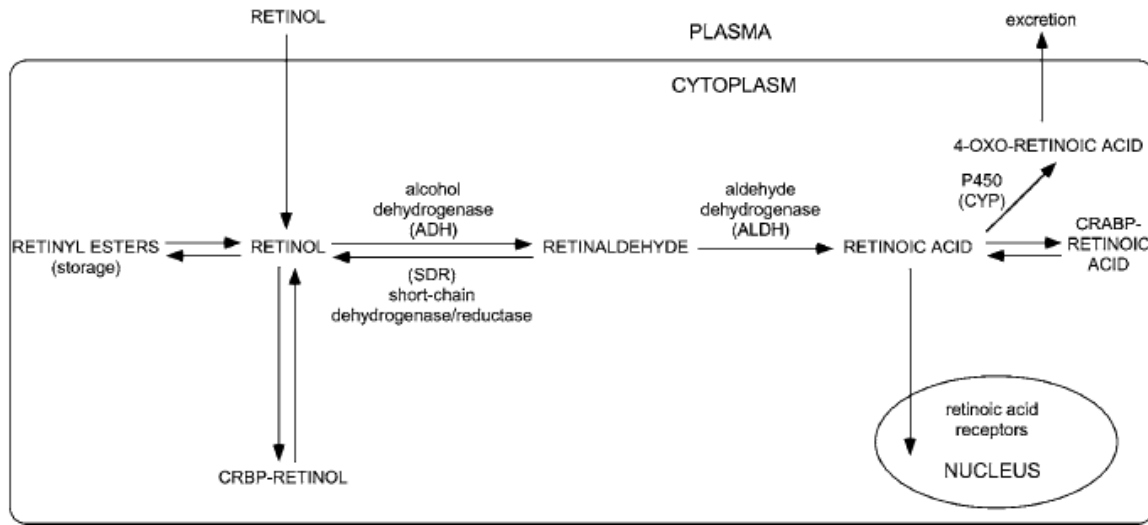 RETINOL
PLASMA
excretion
CYTOPLASM
4-OXO-RETINOIC ACID
P450
(CYP)
alcohol
dehydrogenase
(ADH)
aldehyde
dehydrogenase
(ALDH)
RETINYL ESTERS
(storage)
RETINOL
RETINALDEHYDE
RETINOIC ACID
CRABP-
RETINOIC
ACID
(SDR)
short-chain
dehydrogenase/reductase
CRBP-RETINOL
retinoic acid
receptors
NUCLEUS